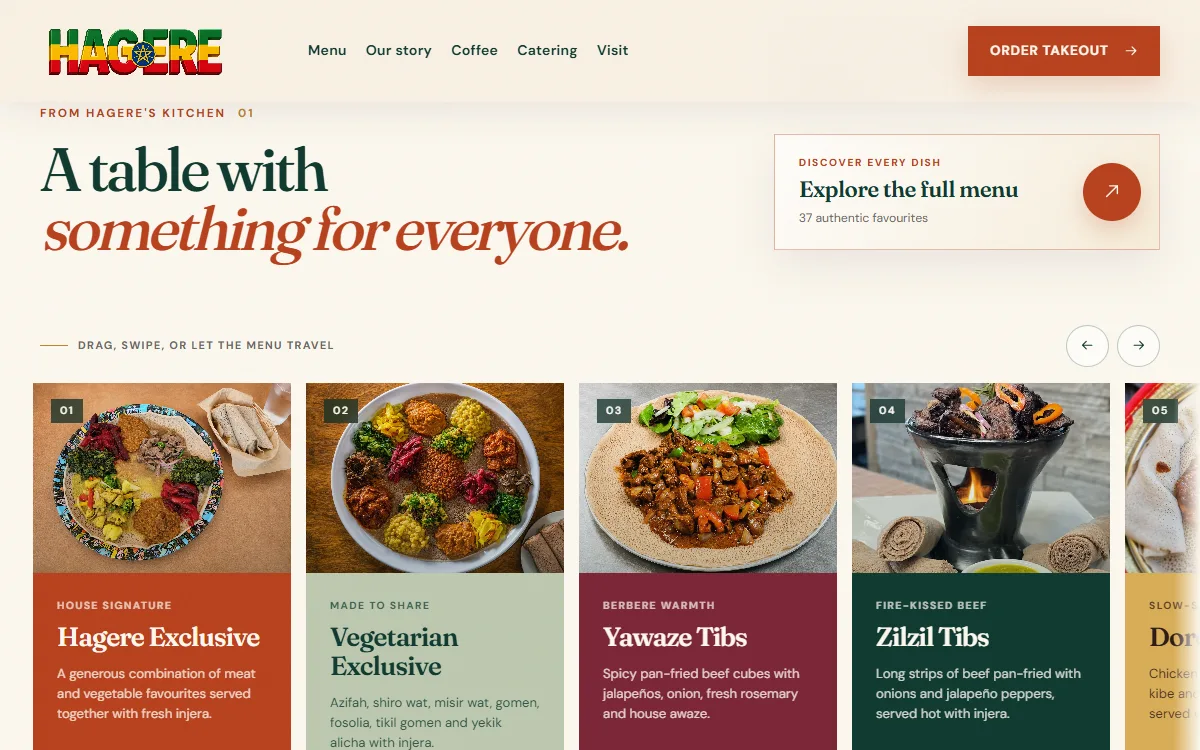 HAGERE
Menu
Our story
Coffee
Catering
Visit
ORDER TAKEOUT →
FROM HAGERE'S KITCHEN 01
A table with
something for everyone.
DISCOVER EVERY DISH
Explore the full menu
37 authentic favourites
↗
DRAG, SWIPE, OR LET THE MENU TRAVEL
← →
01
HOUSE SIGNATURE
Hagere Exclusive
A generous combination of meat
and vegetable favourites served
together with fresh injera.
02
MADE TO SHARE
Vegetarian
Exclusive
Azifah, shiro wat, misir wat, gomen,
fosolia, tikil gomen and yekik
alicha with injera.
03
BERBERE WARMTH
Yawaze Tibs
Spicy pan-fried beef cubes with
jalapeños, onion, fresh rosemary
and house awaze.
04
FIRE-KISSED BEEF
Zilzil Tibs
Long strips of beef pan-fried with
onions and jalapeño peppers,
served hot with injera.
05
SLOW-
Chicken
kibe
served